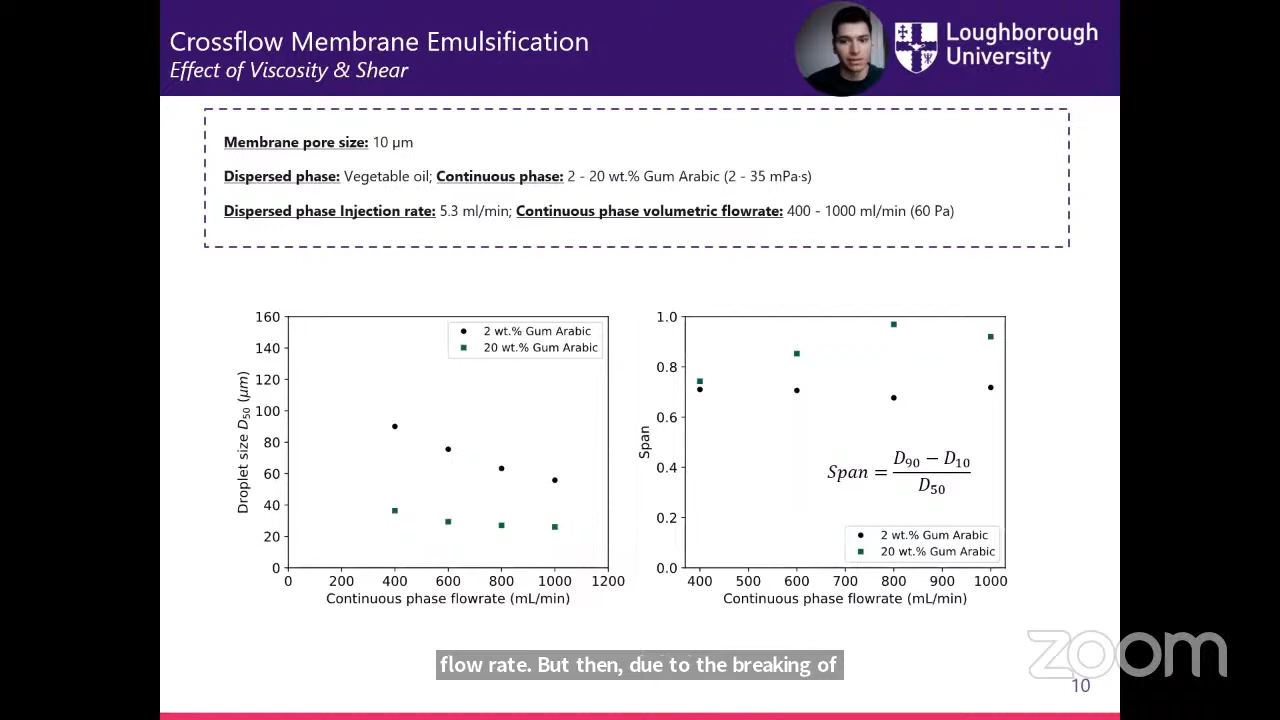 Crossflow Membrane Emulsification
Effect of Viscosity & Shear
Loughborough
University
Membrane pore size: 10 µm
Dispersed phase: Vegetable oil; Continuous phase: 2 - 20 wt.% Gum Arabic (2 - 35 mPa·s)
Dispersed phase Injection rate: 5.3 ml/min; Continuous phase volumetric flowrate: 400 - 1000 ml/min (60 Pa)
160
140
120
100
80
60
40
20
0
Droplet size D50 (µm)
2 wt.% Gum Arabic
20 wt.% Gum Arabic
0 200 400 600 800 1000 1200
Continuous phase flowrate (mL/min)
1.0
0.8
0.6
0.4
0.2
0.0
Span
Span = (D90 − D10) / D50
2 wt.% Gum Arabic
20 wt.% Gum Arabic
400 500 600 700 800 900 1000
Continuous phase flowrate (mL/min)
flow rate. But then, due to the breaking of
zoom
10